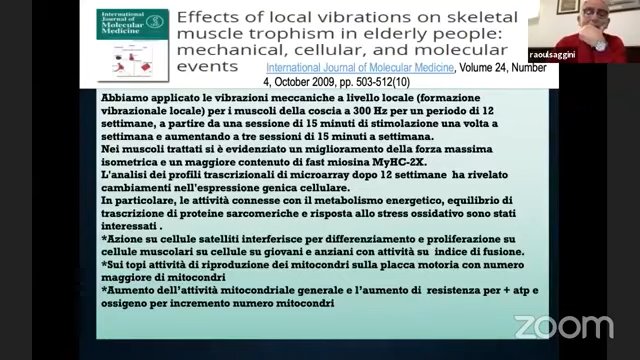 International
Journal of
Molecular
Medicine
Effects of local vibrations on skeletal
muscle trophism in elderly people:
mechanical, cellular, and molecular
events International Journal of Molecular Medicine, Volume 24, Number
4, October 2009, pp. 503-512(10)
raoulsaggini
Abbiamo applicato le vibrazioni meccaniche a livello locale (formazione
vibrazionale locale) per i muscoli della coscia a 300 Hz per un periodo di 12
settimane, a partire da una sessione di 15 minuti di stimolazione una volta a
settimana e aumentando a tre sessioni di 15 minuti a settimana.
Nei muscoli trattati si è evidenziato un miglioramento della forza massima
isometrica e un maggiore contenuto di fast miosina MyHC-2X.
L'analisi dei profili trascrizionali di microarray dopo 12 settimane ha rivelato
cambiamenti nell'espressione genica cellulare.
In particolare, le attività connesse con il metabolismo energetico, equilibrio di
trascrizione di proteine sarcomeriche e risposta allo stress ossidativo sono stati
interessati .
*Azione su cellule satelliti interferisce per differenziamento e proliferazione su
cellule muscolari su cellule su giovani e anziani con attività su indice di fusione.
*Sui topi attività di riproduzione dei mitocondri sulla placca motoria con numero
maggiore di mitocondri
*Aumento dell'attività mitocondriale generale e l'aumento di resistenza per + atp e
ossigeno per incremento numero mitocondri
zoom